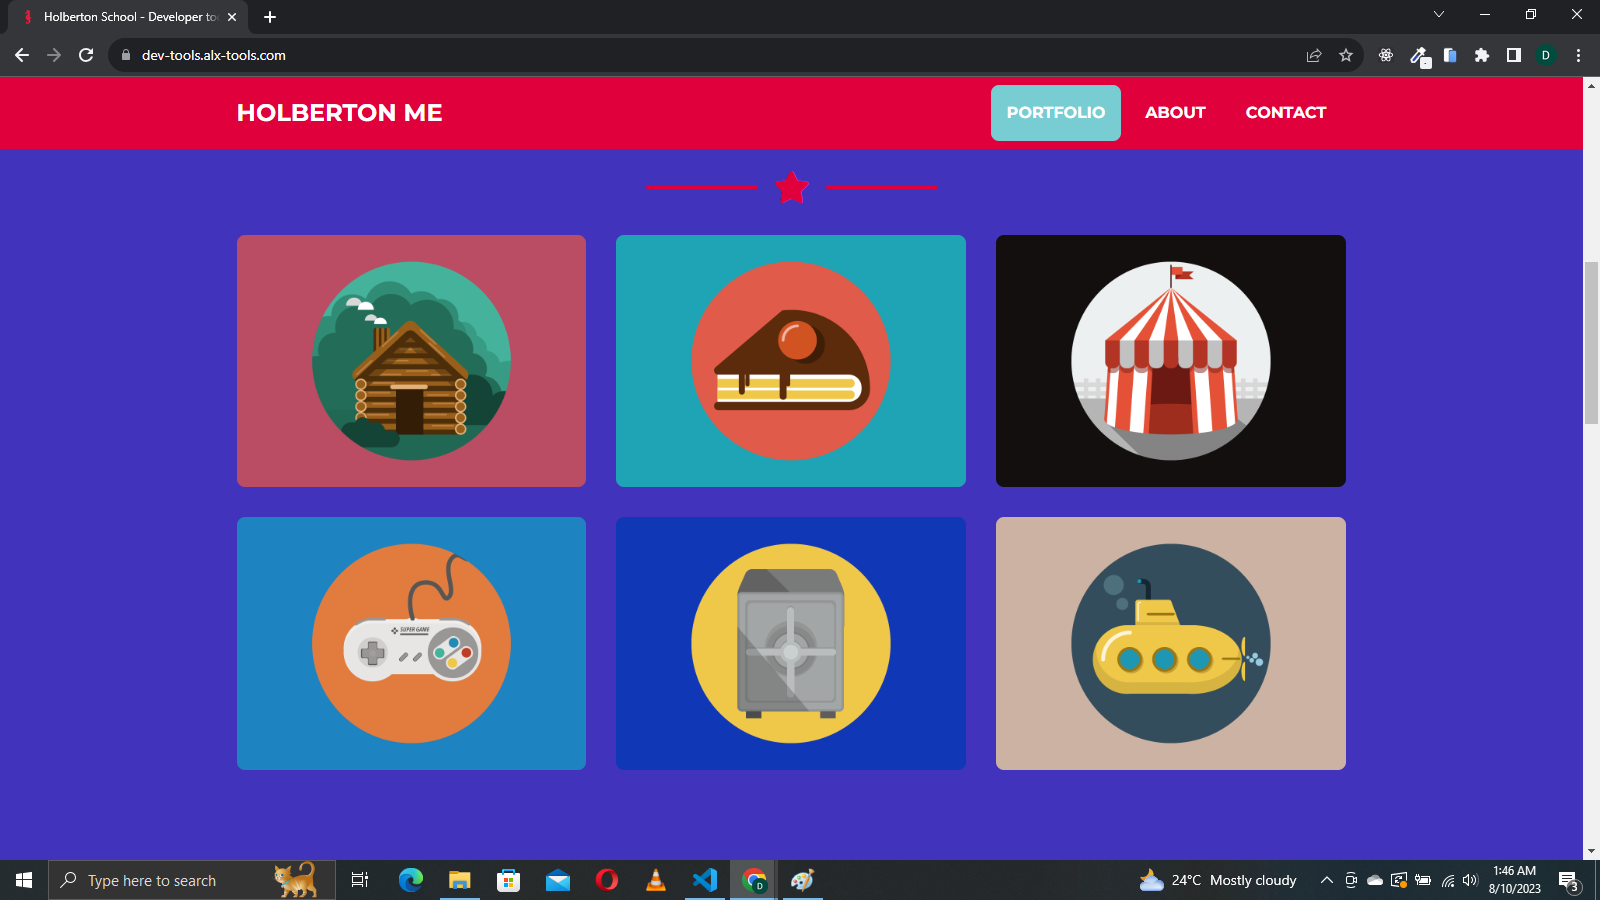 Holberton School - Developer to
dev-tools.alx-tools.com
D
HOLBERTON ME
PORTFOLIO
ABOUT
CONTACT
SUPER GAME
Type here to search
D
24°C Mostly cloudy
1:46 AM
8/10/2023
3